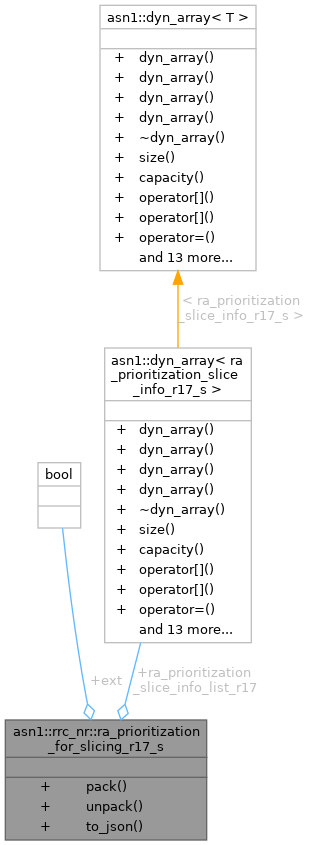 asn1::dyn_array< T >
+ dyn_array()
+ dyn_array()
+ dyn_array()
+ dyn_array()
+ ~dyn_array()
+ size()
+ capacity()
+ operator[]()
+ operator[]()
+ operator=()
and 13 more...
< ra_prioritization
_slice_info_r17_s >
asn1::dyn_array< ra
_prioritization_slice
_info_r17_s >
+ dyn_array()
+ dyn_array()
+ dyn_array()
+ dyn_array()
+ ~dyn_array()
+ size()
+ capacity()
+ operator[]()
+ operator[]()
+ operator=()
and 13 more...
bool
+ext
+ra_prioritization
_slice_info_list_r17
asn1::rrc_nr::ra_prioritization
_for_slicing_r17_s
+ pack()
+ unpack()
+ to_json()